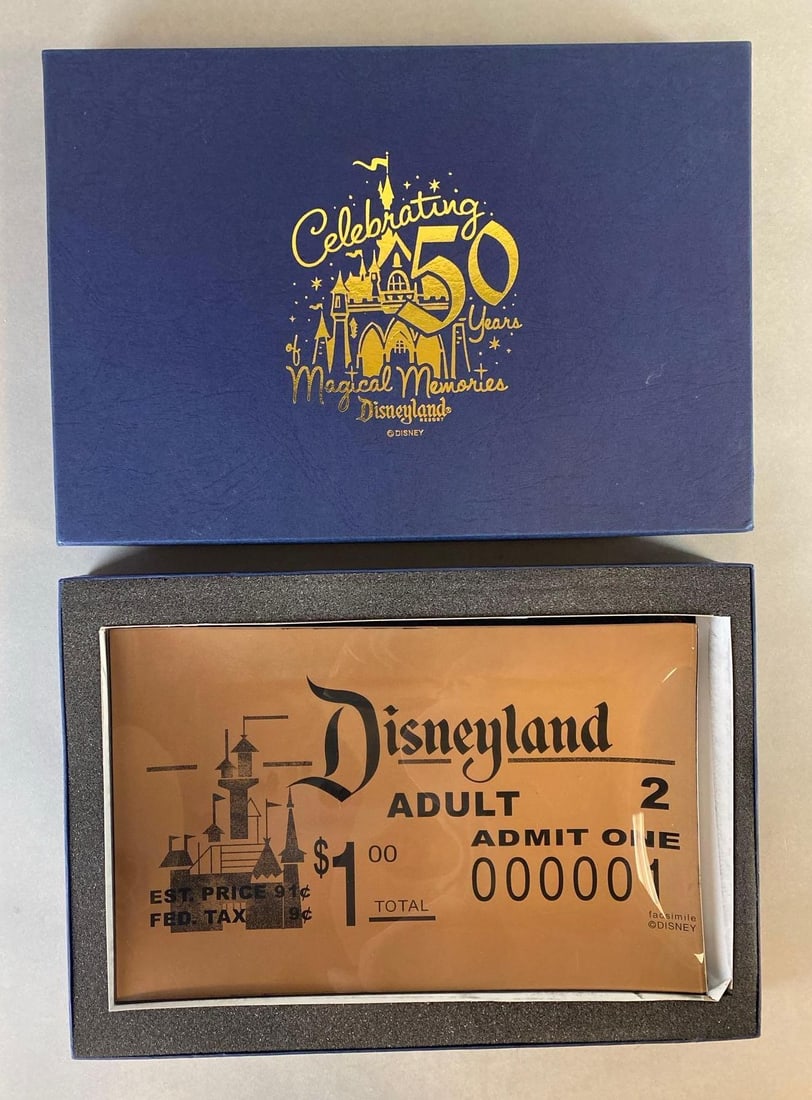 Celebrating
50
Years
of
Magical Memories
Disneyland®
RESORT
©DISNEY
Disneyland
ADULT 2
ADMIT ONE
$1 00
TOTAL
000001
EST. PRICE 91¢
FED. TAX 9¢
facsimile
©DISNEY